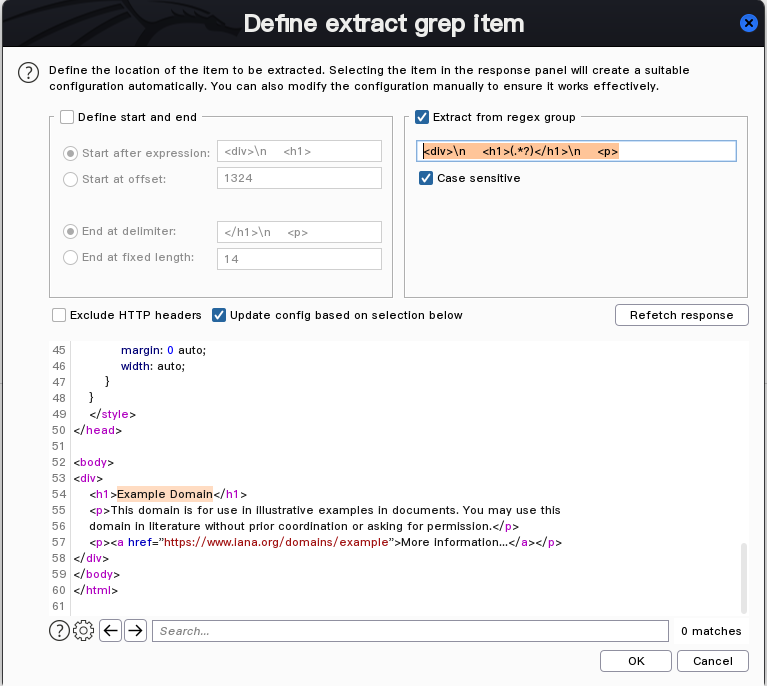 Define extract grep item
Define the location of the item to be extracted. Selecting the item in the response panel will create a suitable
configuration automatically. You can also modify the configuration manually to ensure it works effectively.
Define start and end
Start after expression: <div>\n    <h1>
Start at offset: 1324
End at delimiter: </h1>\n    <p>
End at fixed length: 14
Extract from regex group
<div>\n    <h1>(.*?)</h1>\n    <p>
Case sensitive
Exclude HTTP headers
Update config based on selection below
Refetch response
45 margin: 0 auto;
46 width: auto;
47 }
48 }
49 </style>
50 </head>
51
52 <body>
53 <div>
54 <h1>Example Domain</h1>
55 <p>This domain is for use in illustrative examples in documents. You may use this
56 domain in literature without prior coordination or asking for permission.</p>
57 <p><a href="https://www.iana.org/domains/example">More information...</a></p>
58 </div>
59 </body>
60 </html>
61
Search...
0 matches
OK
Cancel